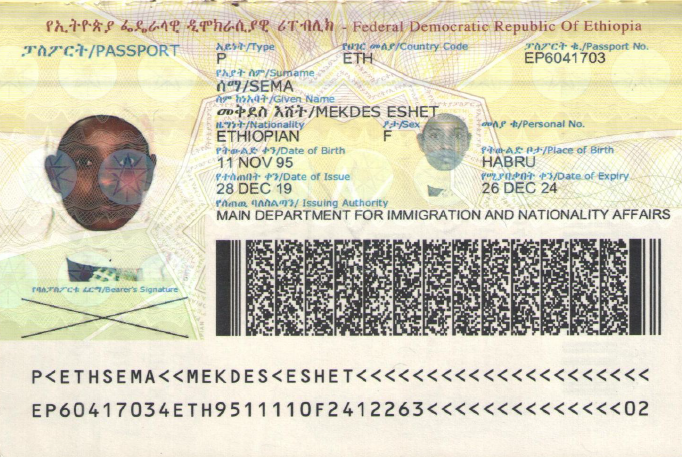 የኢትዮጵያ ፌዴራላዊ ዲሞክራሲያዊ ሪፐብሊክ - Federal Democratic Republic Of Ethiopia
ፓስፖርት/PASSPORT
አይነት/Type የሀገር መለያ/Country Code ፓስፖርት ቁ./Passport No.
P ETH EP6041703
የአያት ስም/Surname
ሰማ/SEMA
ስም ከነአባት/Given Name
መቅደስ እሸት/MEKDES ESHET
ዜግነት/Nationality ፆታ/Sex መለያ ቁ/Personal No.
ETHIOPIAN F
የትውልድ ቀን/Date of Birth የትውልድ ቦታ/Place of Birth
11 NOV 95 HABRU
የተሰጠበት ቀን/Date of Issue የሚያበቃበት ቀን/Date of Expiry
28 DEC 19 26 DEC 24
የሰጠው ባለስልጣን/ Issuing Authority
MAIN DEPARTMENT FOR IMMIGRATION AND NATIONALITY AFFAIRS
የባለፓስፖርቱ ፊርማ/Bearer's Signature
P<ETHSEMA<<MEKDES<ESHET<<<<<<<<<<<<<<<<<<<<<
EP60417034ETH9511110F2412263<<<<<<<<<<<<<<02